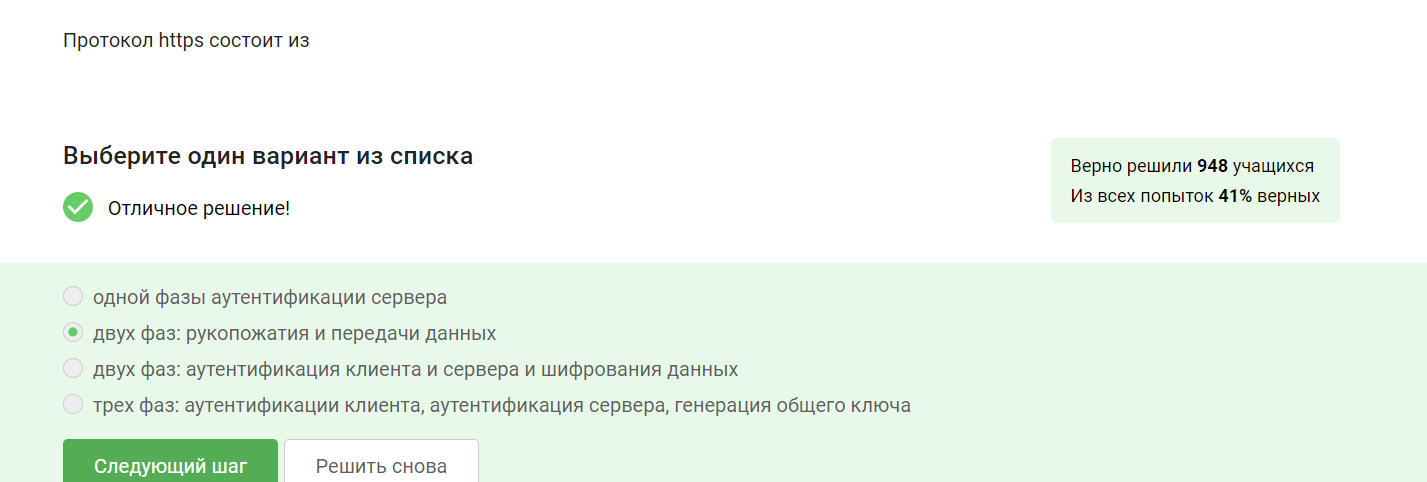 Протокол https состоит из
Выберите один вариант из списка
Отличное решение!
Верно решили 948 учащихся
Из всех попыток 41% верных
одной фазы аутентификации сервера
двух фаз: рукопожатия и передачи данных
двух фаз: аутентификация клиента и сервера и шифрования данных
трех фаз: аутентификации клиента, аутентификация сервера, генерация общего ключа
Следующий шаг
Решить снова